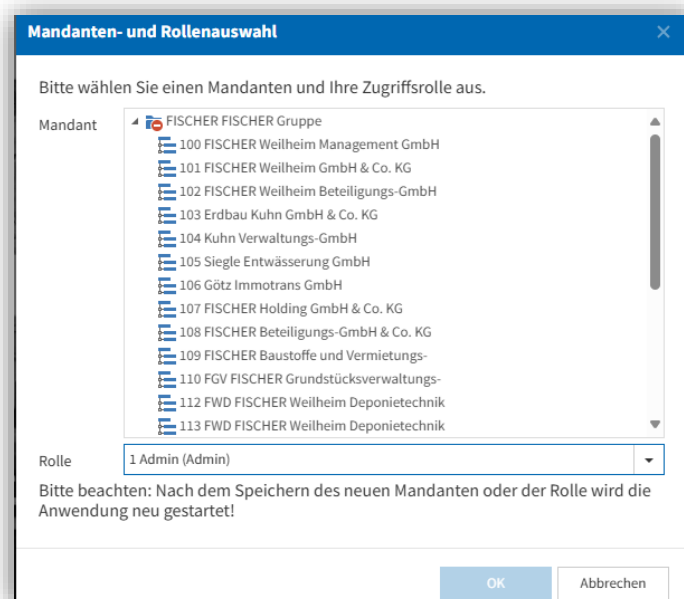 Mandanten- und Rollenauswahl
Bitte wählen Sie einen Mandanten und Ihre Zugriffsrolle aus.
Mandant
FISCHER FISCHER Gruppe
100 FISCHER Weilheim Management GmbH
101 FISCHER Weilheim GmbH & Co. KG
102 FISCHER Weilheim Beteiligungs-GmbH
103 Erdbau Kuhn GmbH & Co. KG
104 Kuhn Verwaltungs-GmbH
105 Siegle Entwässerung GmbH
106 Götz Immotrans GmbH
107 FISCHER Holding GmbH & Co. KG
108 FISCHER Beteiligungs-GmbH & Co. KG
109 FISCHER Baustoffe und Vermietungs-
110 FGV FISCHER Grundstücksverwaltungs-
112 FWD FISCHER Weilheim Deponietechnik
113 FWD FISCHER Weilheim Deponietechnik
Rolle 1 Admin (Admin)
Bitte beachten: Nach dem Speichern des neuen Mandanten oder der Rolle wird die
Anwendung neu gestartet!
OK Abbrechen